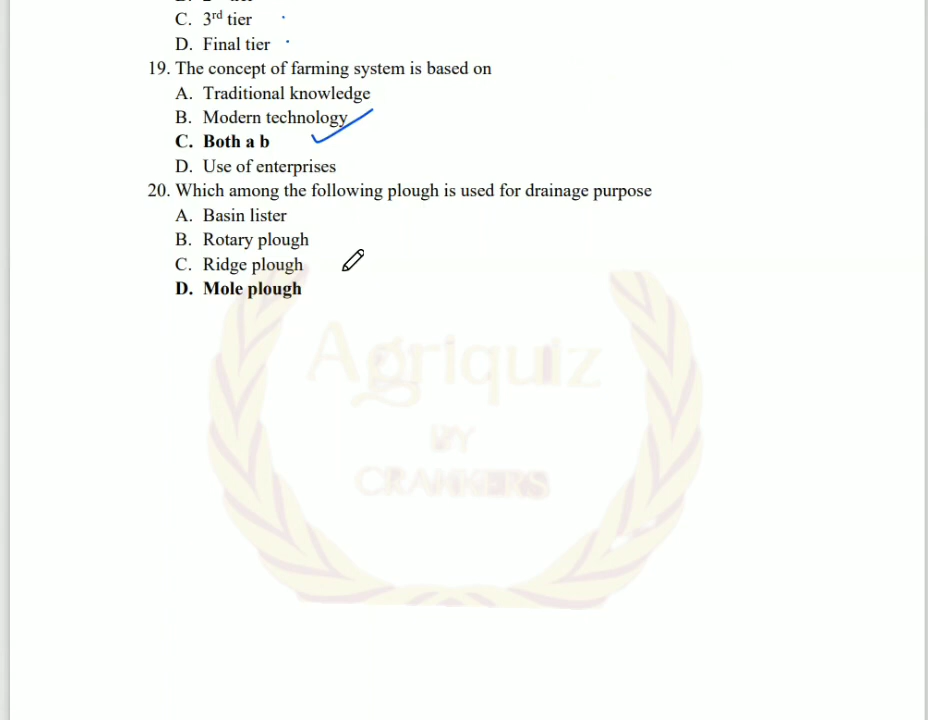 C. 3rd tier
D. Final tier
19. The concept of farming system is based on
A. Traditional knowledge
B. Modern technology
C. Both a b
D. Use of enterprises
20. Which among the following plough is used for drainage purpose
A. Basin lister
B. Rotary plough
C. Ridge plough
D. Mole plough
Agriquiz
BY
CRAHKERS